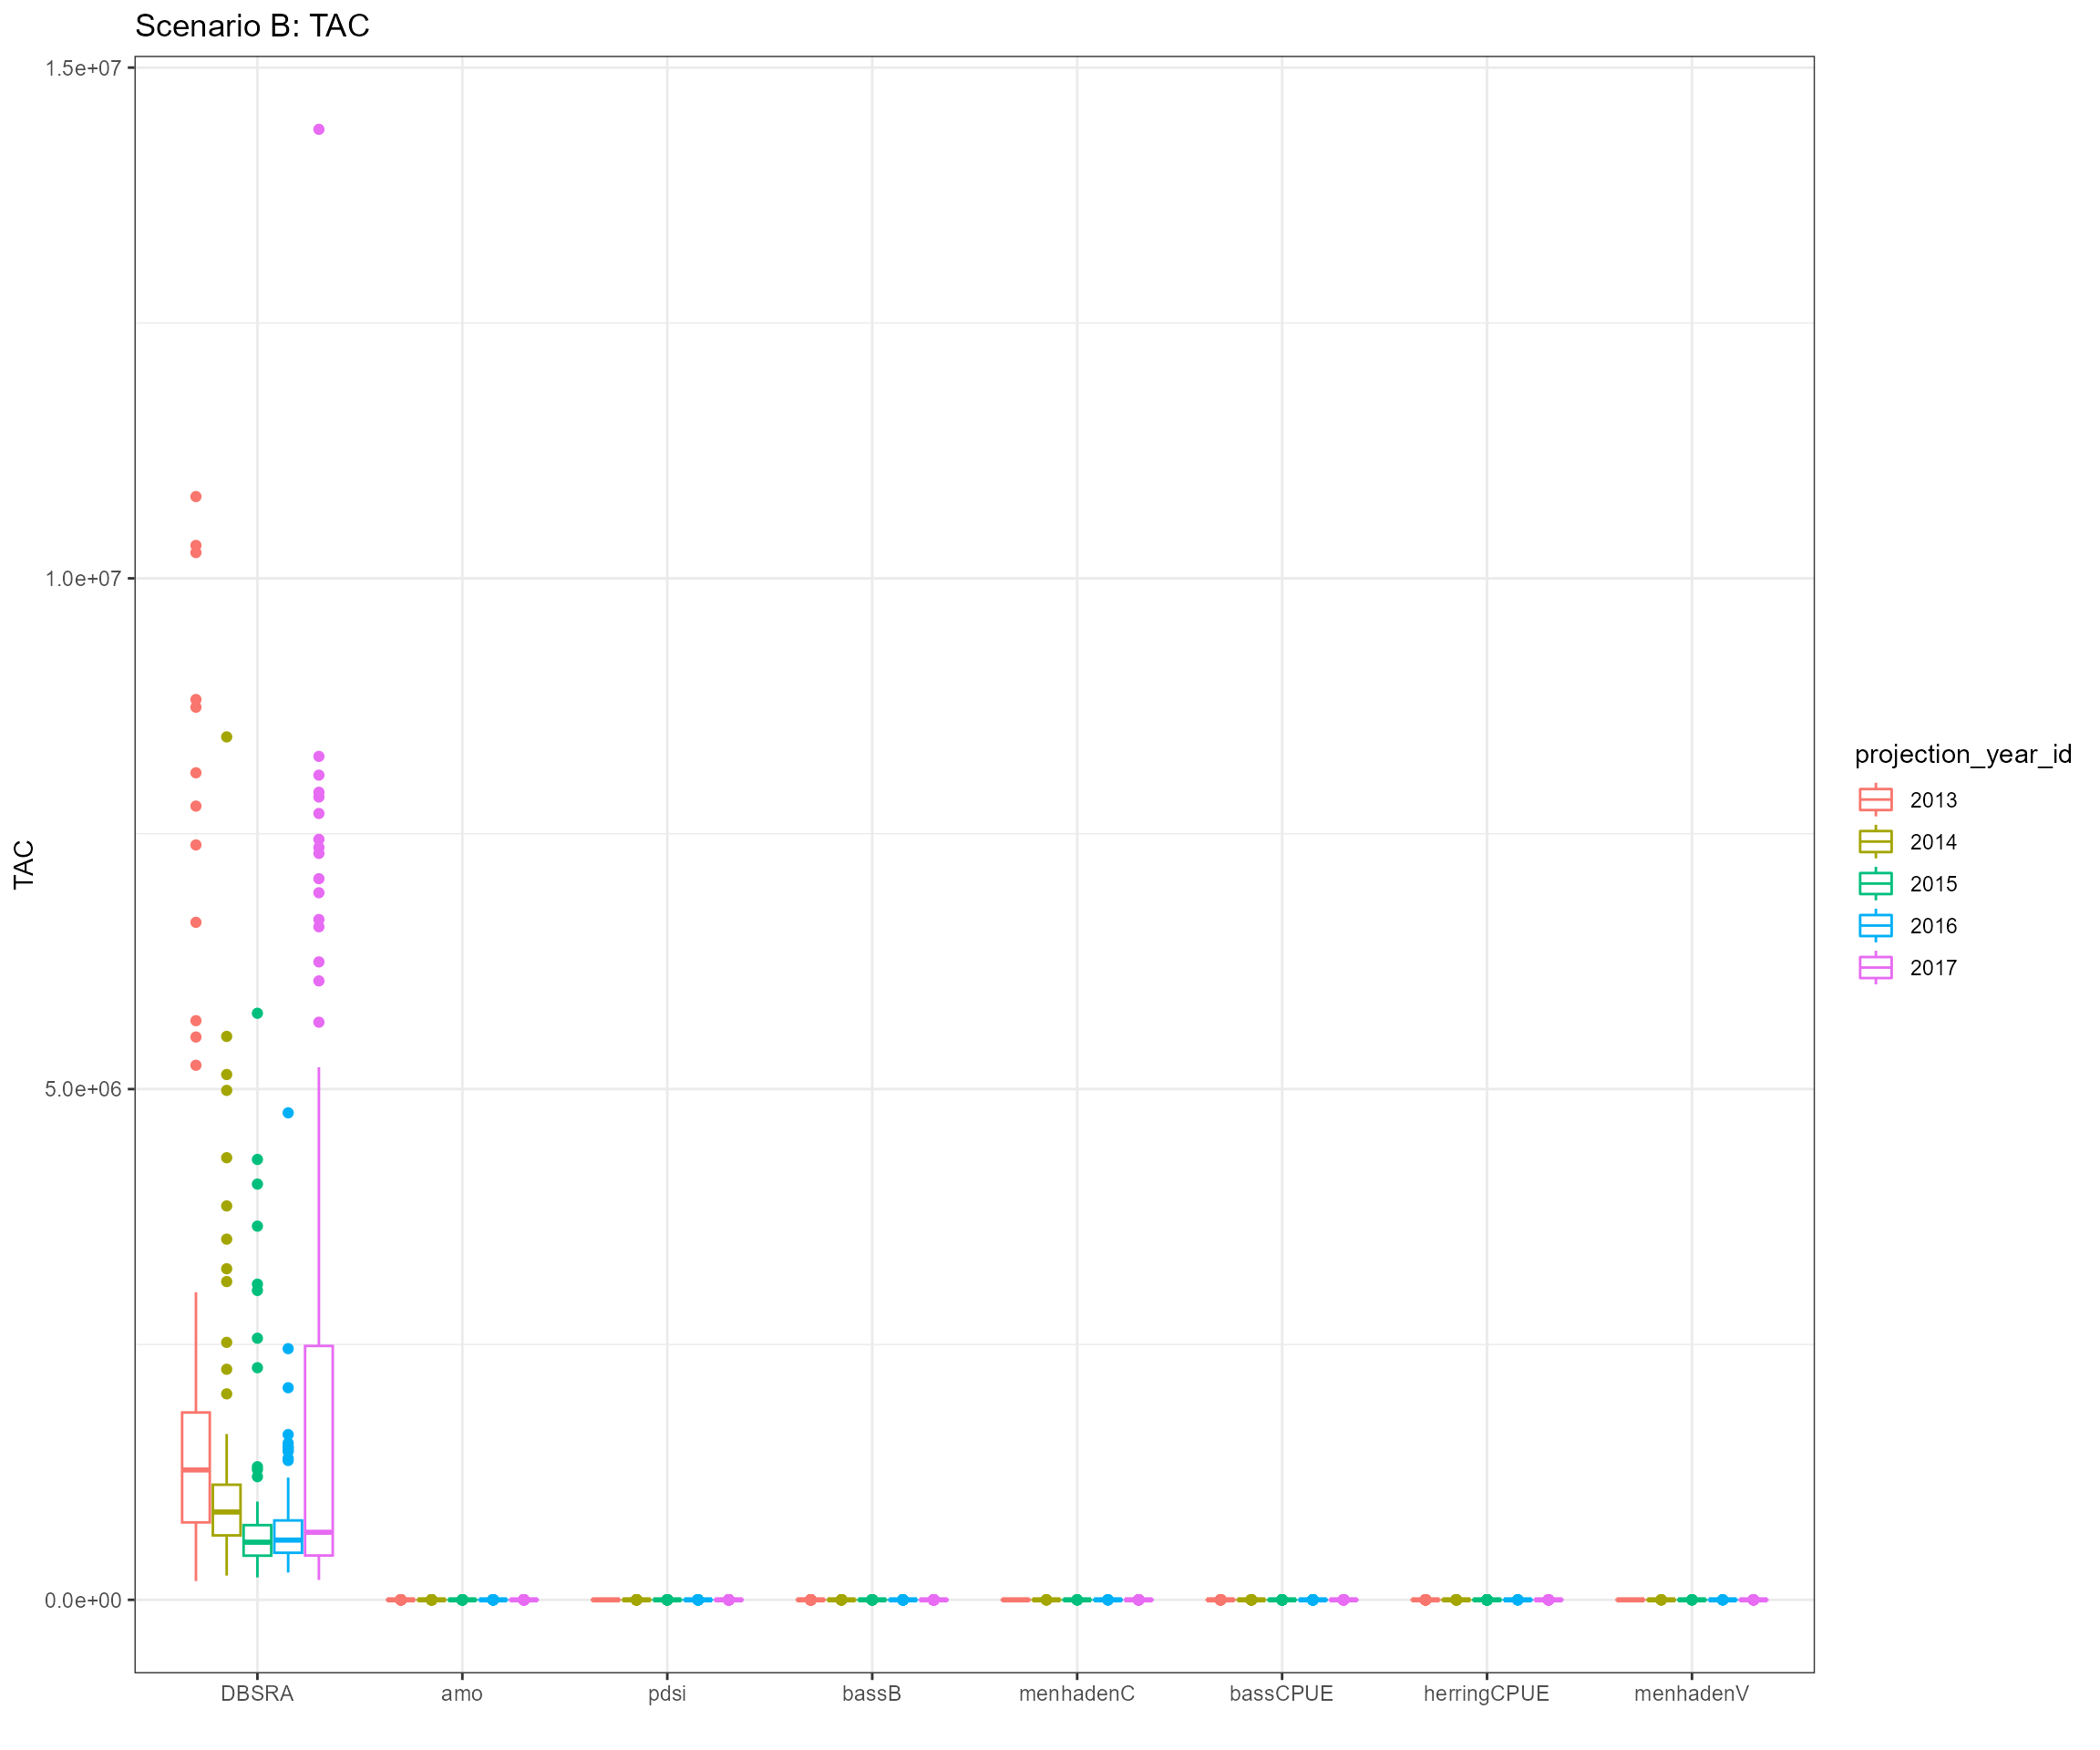 Scenario B: TAC
1.5e+07
1.0e+07
5.0e+06
0.0e+00
TAC
DBSRA amo pdsi bassB menhadenC bassCPUE herringCPUE menhadenV
projection_year_id
2013
2014
2015
2016
2017